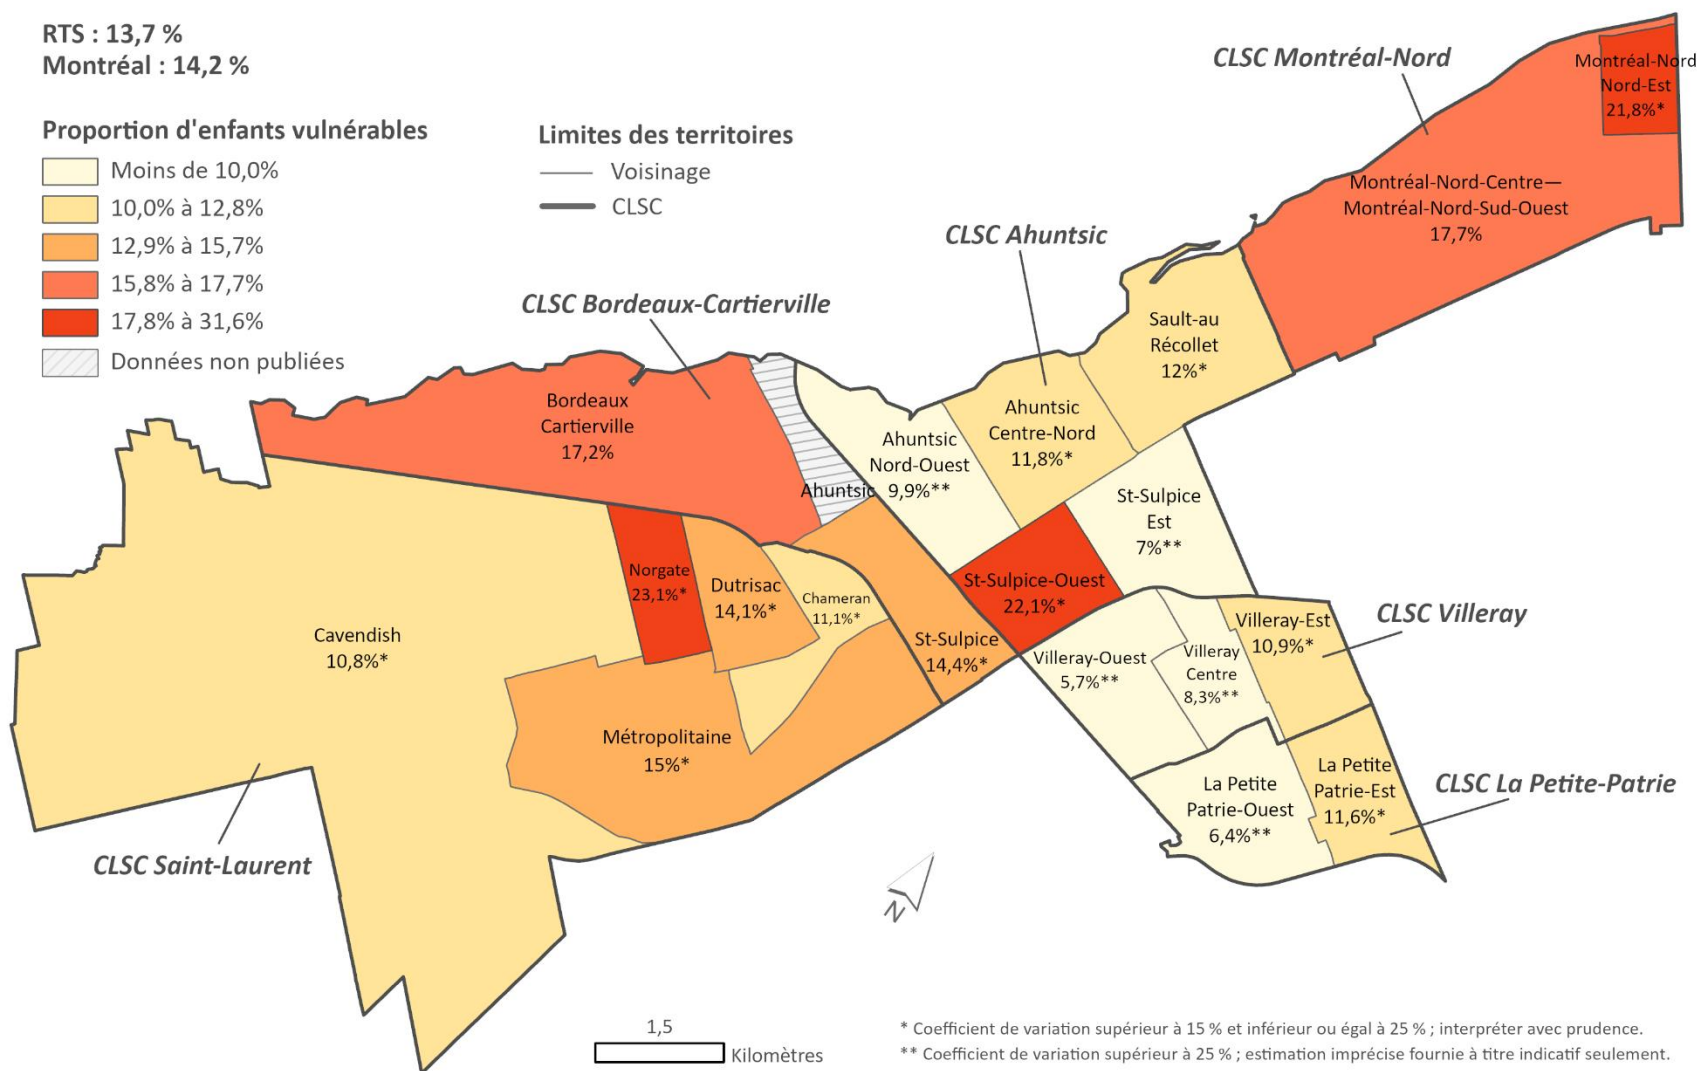 RTS : 13,7 %
Montréal : 14,2 %
Proportion d'enfants vulnérables
Moins de 10,0%
10,0% à 12,8%
12,9% à 15,7%
15,8% à 17,7%
17,8% à 31,6%
Données non publiées
Limites des territoires
Voisinage
CLSC
CLSC Montréal-Nord
Montréal-Nord
Nord-Est
21,8%*
Montréal-Nord-Centre—
Montréal-Nord-Sud-Ouest
17,7%
CLSC Ahuntsic
Sault-au
Récollet
12%*
CLSC Bordeaux-Cartierville
Bordeaux
Cartierville
17,2%
Ahuntsic
Centre-Nord
11,8%*
Ahuntsic
Nord-Ouest
9,9%**
Ahuntsic
St-Sulpice
Est
7%**
Norgate
23,1%*
Dutrisac
14,1%*
Chameran
11,1%*
St-Sulpice-Ouest
22,1%*
Cavendish
10,8%*
St-Sulpice
14,4%*
Villeray-Ouest
5,7%**
Villeray
Centre
8,3%**
Villeray-Est
10,9%*
CLSC Villeray
Métropolitaine
15%*
La Petite
Patrie-Ouest
6,4%**
La Petite
Patrie-Est
11,6%*
CLSC La Petite-Patrie
CLSC Saint-Laurent
N
1,5
Kilomètres
* Coefficient de variation supérieur à 15 % et inférieur ou égal à 25 % ; interpréter avec prudence.
** Coefficient de variation supérieur à 25 % ; estimation imprécise fournie à titre indicatif seulement.